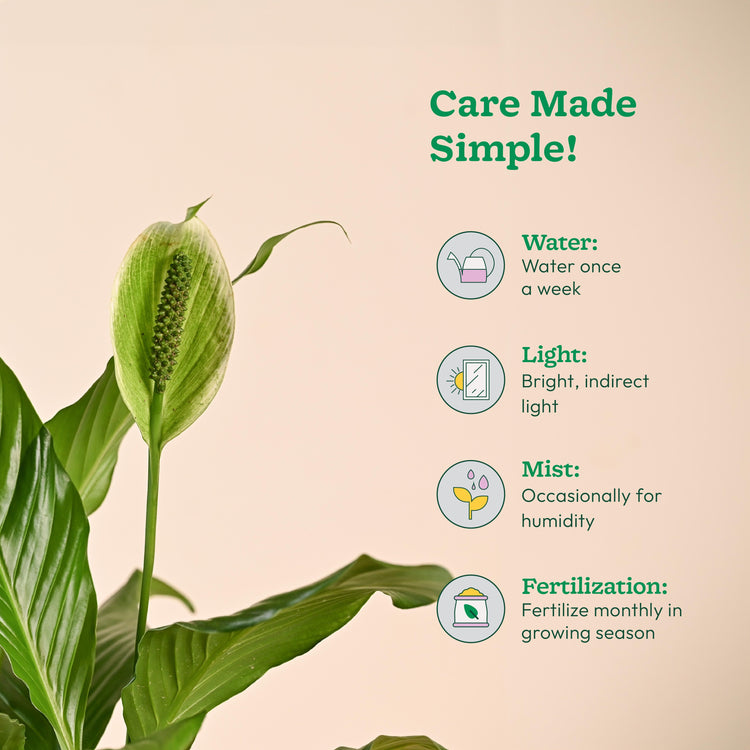 Care Made
Simple!
Water:
Water once
a week
Light:
Bright, indirect
light
Mist:
Occasionally for
humidity
Fertilization:
Fertilize monthly in
growing season